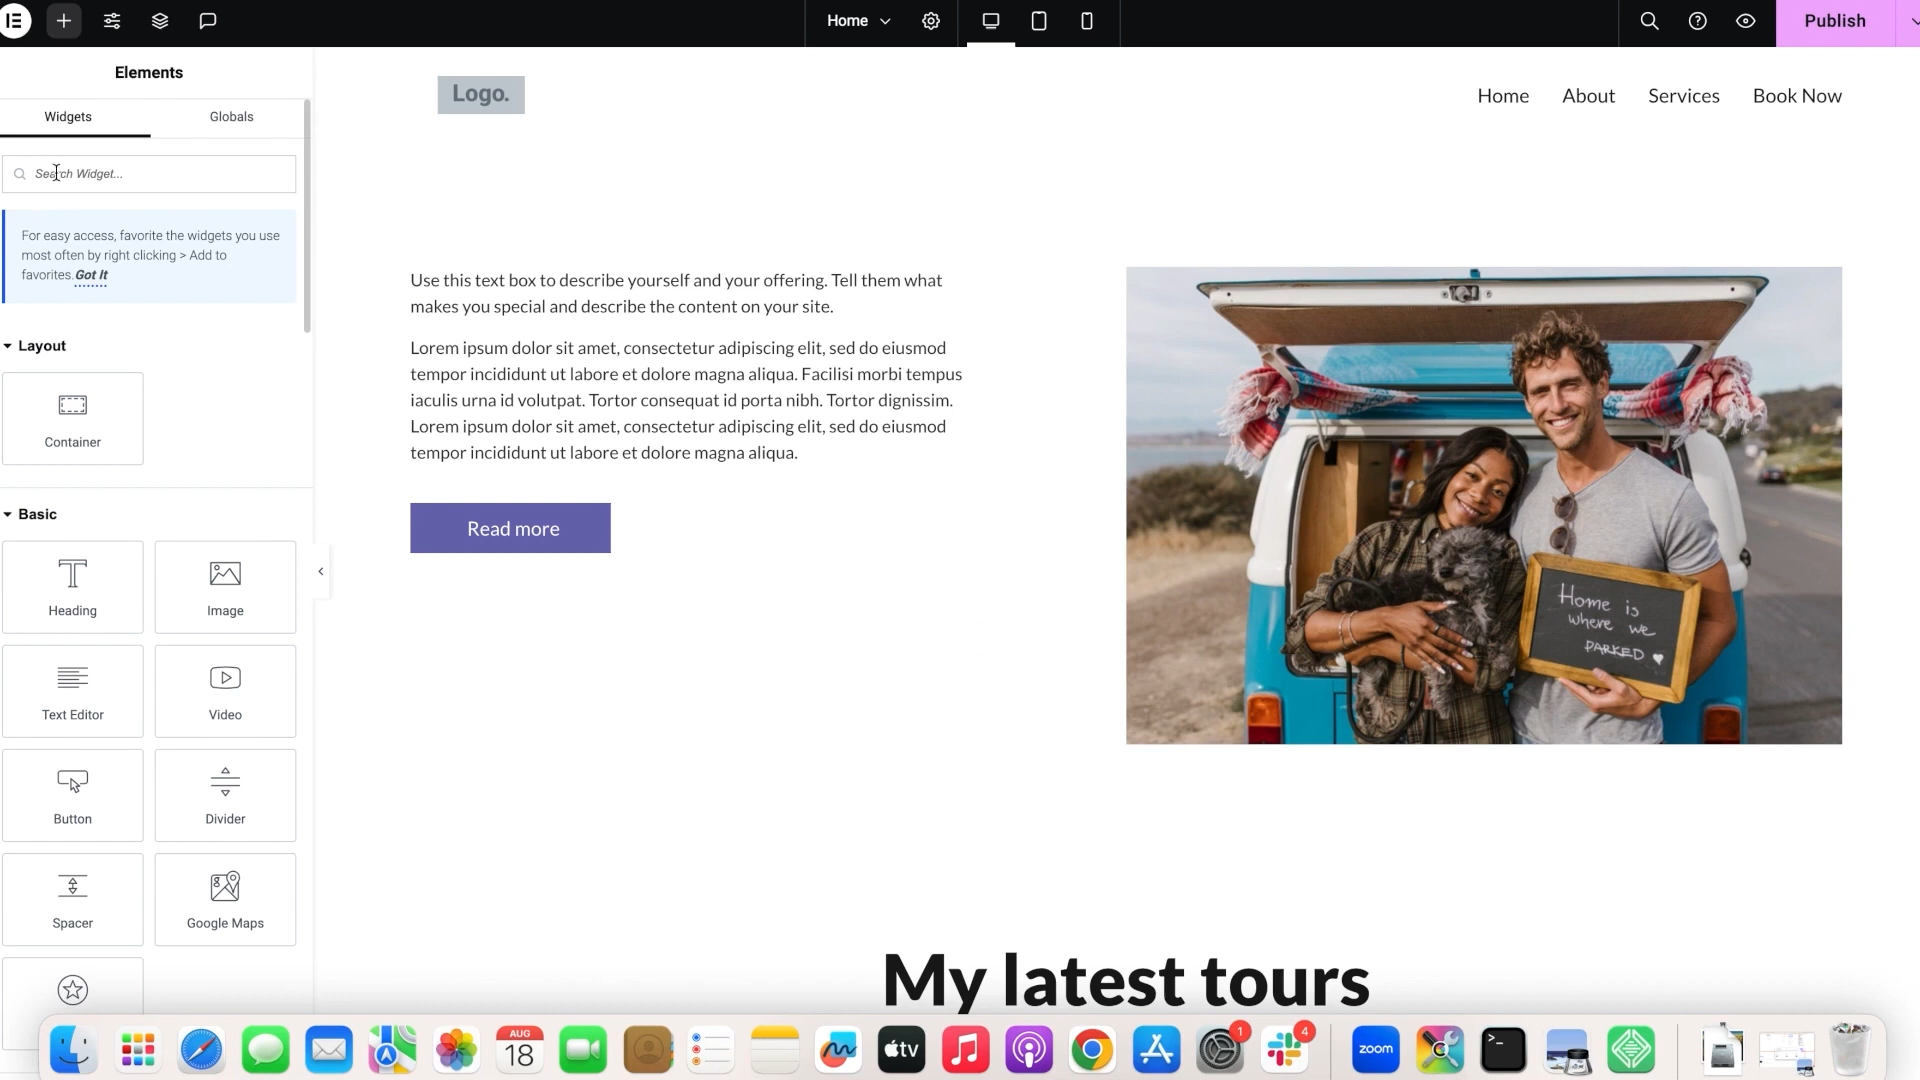 Home
Publish
Elements
Widgets
Globals
Search Widget...
For easy access, favorite the widgets you use
most often by right clicking > Add to
favorites. Got It
Layout
Container
Basic
Heading
Image
Text Editor
Video
Button
Divider
Spacer
Google Maps
Logo.
Home
About
Services
Book Now
Use this text box to describe yourself and your offering. Tell them what
makes you special and describe the content on your site.
Lorem ipsum dolor sit amet, consectetur adipiscing elit, sed do eiusmod
tempor incididunt ut labore et dolore magna aliqua. Facilisi morbi tempus
iaculis urna id volutpat. Tortor consequat id porta nibh. Tortor dignissim.
Lorem ipsum dolor sit amet, consectetur adipiscing elit, sed do eiusmod
tempor incididunt ut labore et dolore magna aliqua.
Read more
Home is
where we
PARKED
My latest tours
AUG
18
tv
1
4
zoom
>_